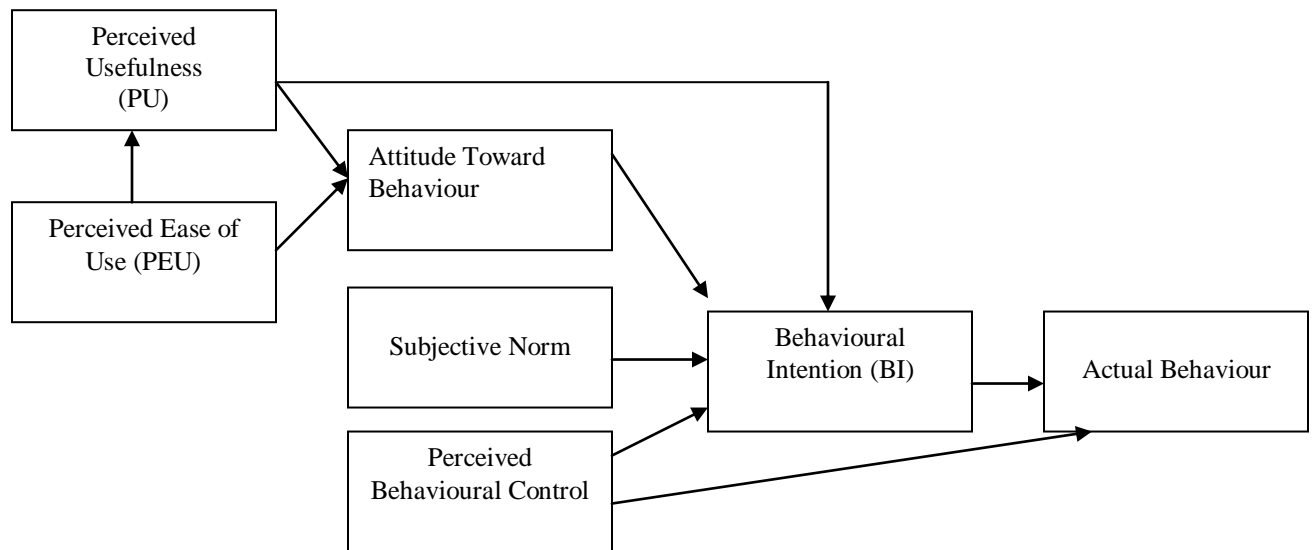 Perceived
Usefulness
(PU)
Attitude Toward
Behaviour
Perceived Ease of
Use (PEU)
Subjective Norm
Behavioural
Intention (BI)
Actual Behaviour
Perceived
Behavioural Control